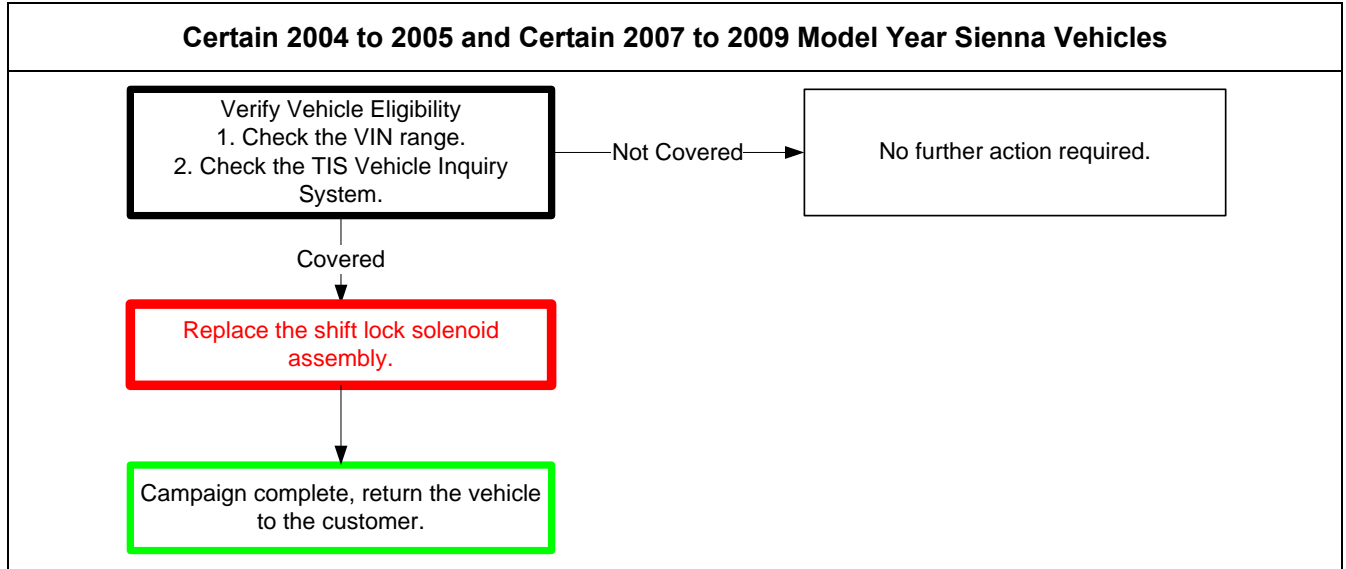 Certain 2004 to 2005 and Certain 2007 to 2009 Model Year Sienna Vehicles
Verify Vehicle Eligibility
1. Check the VIN range.
2. Check the TIS Vehicle Inquiry
System.
Not Covered
No further action required.
Covered
Replace the shift lock solenoid
assembly.
Campaign complete, return the vehicle
to the customer.